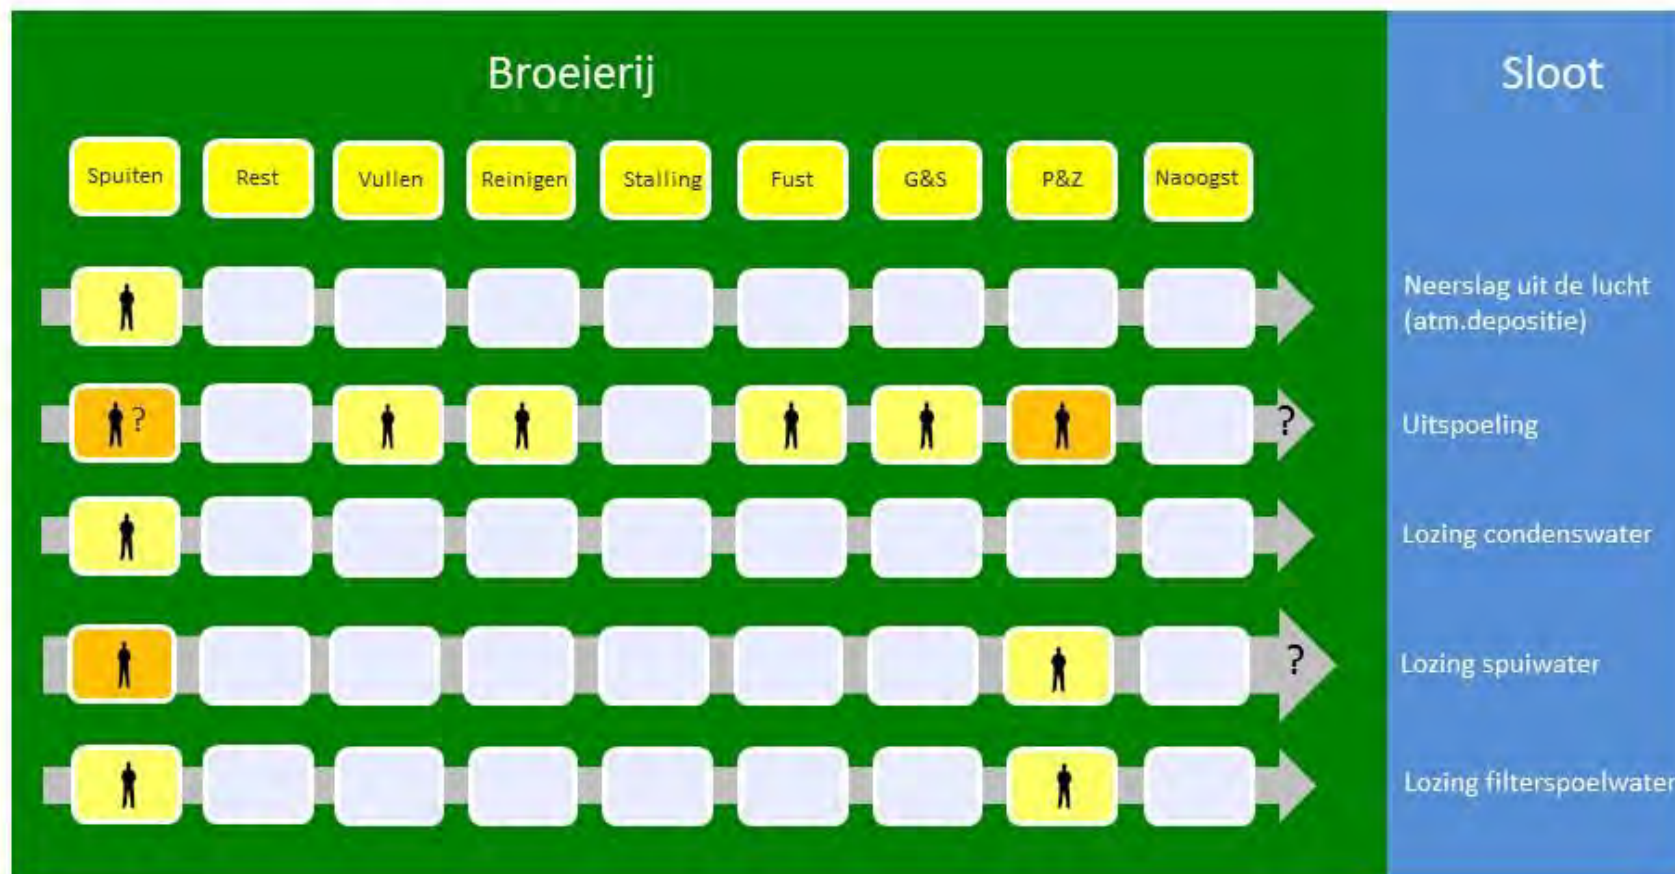 Broeierij
Sloot
Spuiten
Rest
Vullen
Reinigen
Stalling
Fust
G&S
P&Z
Naoogst
Neerslag uit de lucht
(atm.depositie)
?
?
Uitspoeling
Lozing condenswater
?
Lozing spuiwater
Lozing filterspoelwater